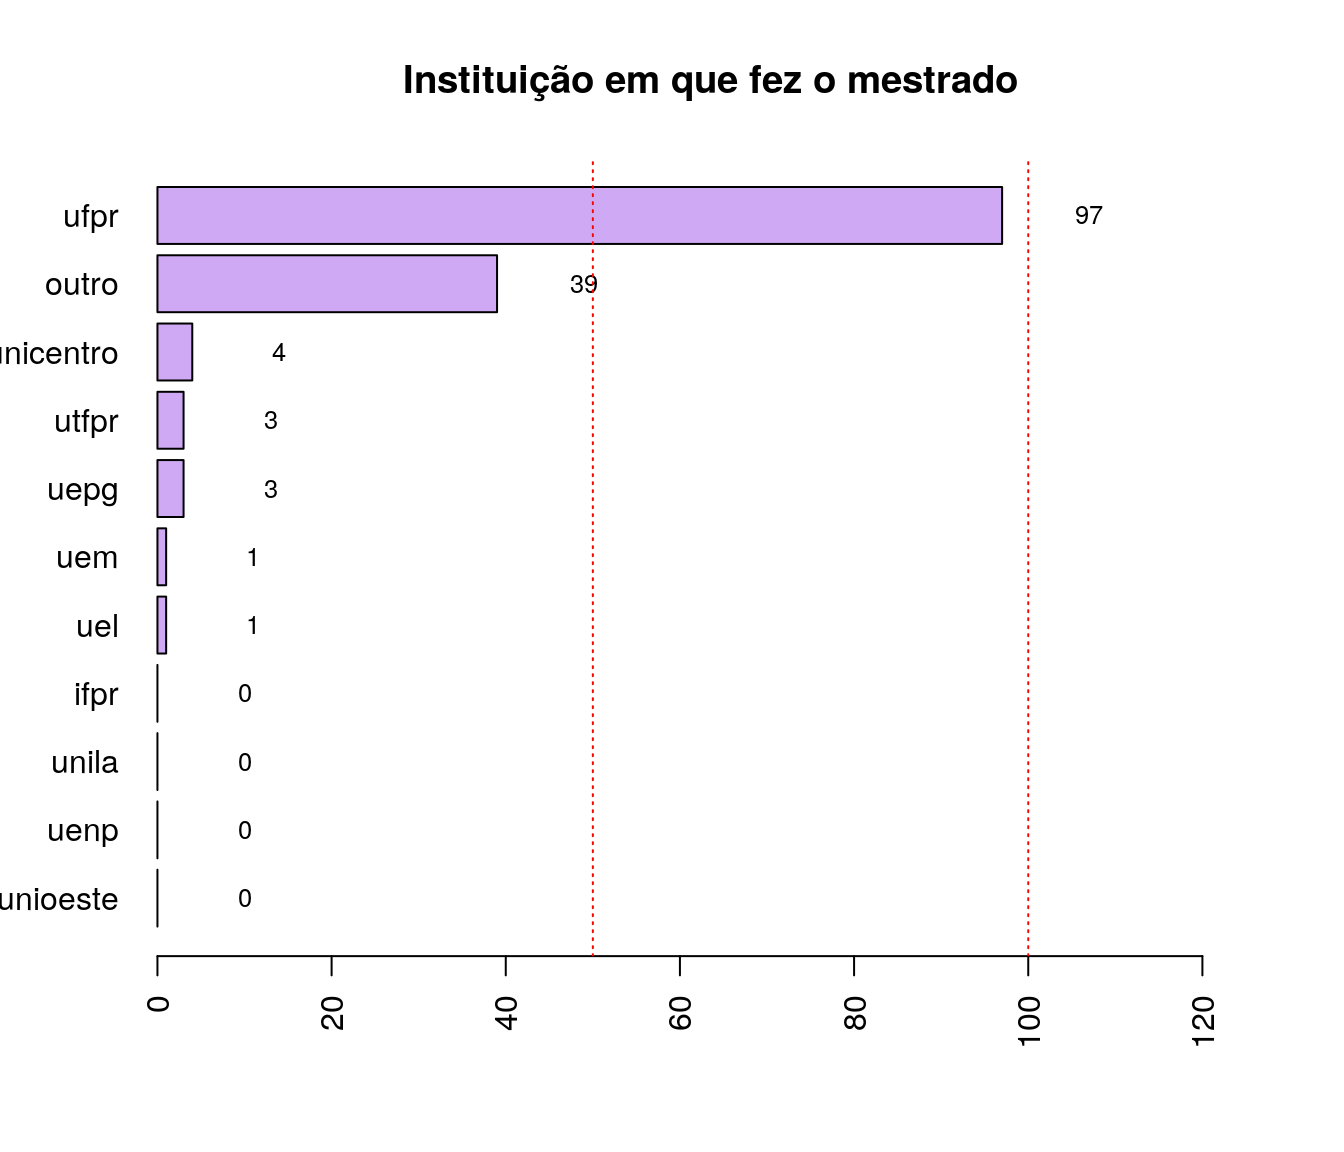 Instituição em que fez o mestrado
ufpr 97
outro 39
unicentro 4
utfpr 3
uepg 3
uem 1
uel 1
ifpr 0
unila 0
uenp 0
unioeste 0
0 20 40 60 80 100 120